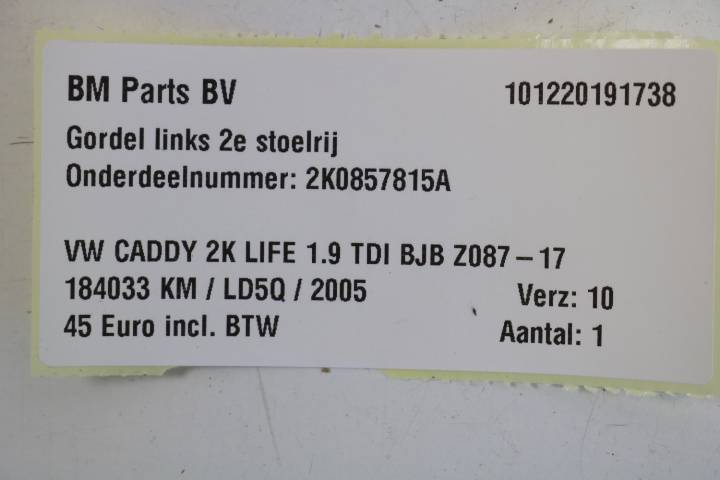 BM Parts BV 101220191738
Gordel links 2e stoelrij
Onderdeelnummer: 2K0857815A
VW CADDY 2K LIFE 1.9 TDI BJB Z087 – 17
184033 KM / LD5Q / 2005 Verz: 10
45 Euro incl. BTW Aantal: 1